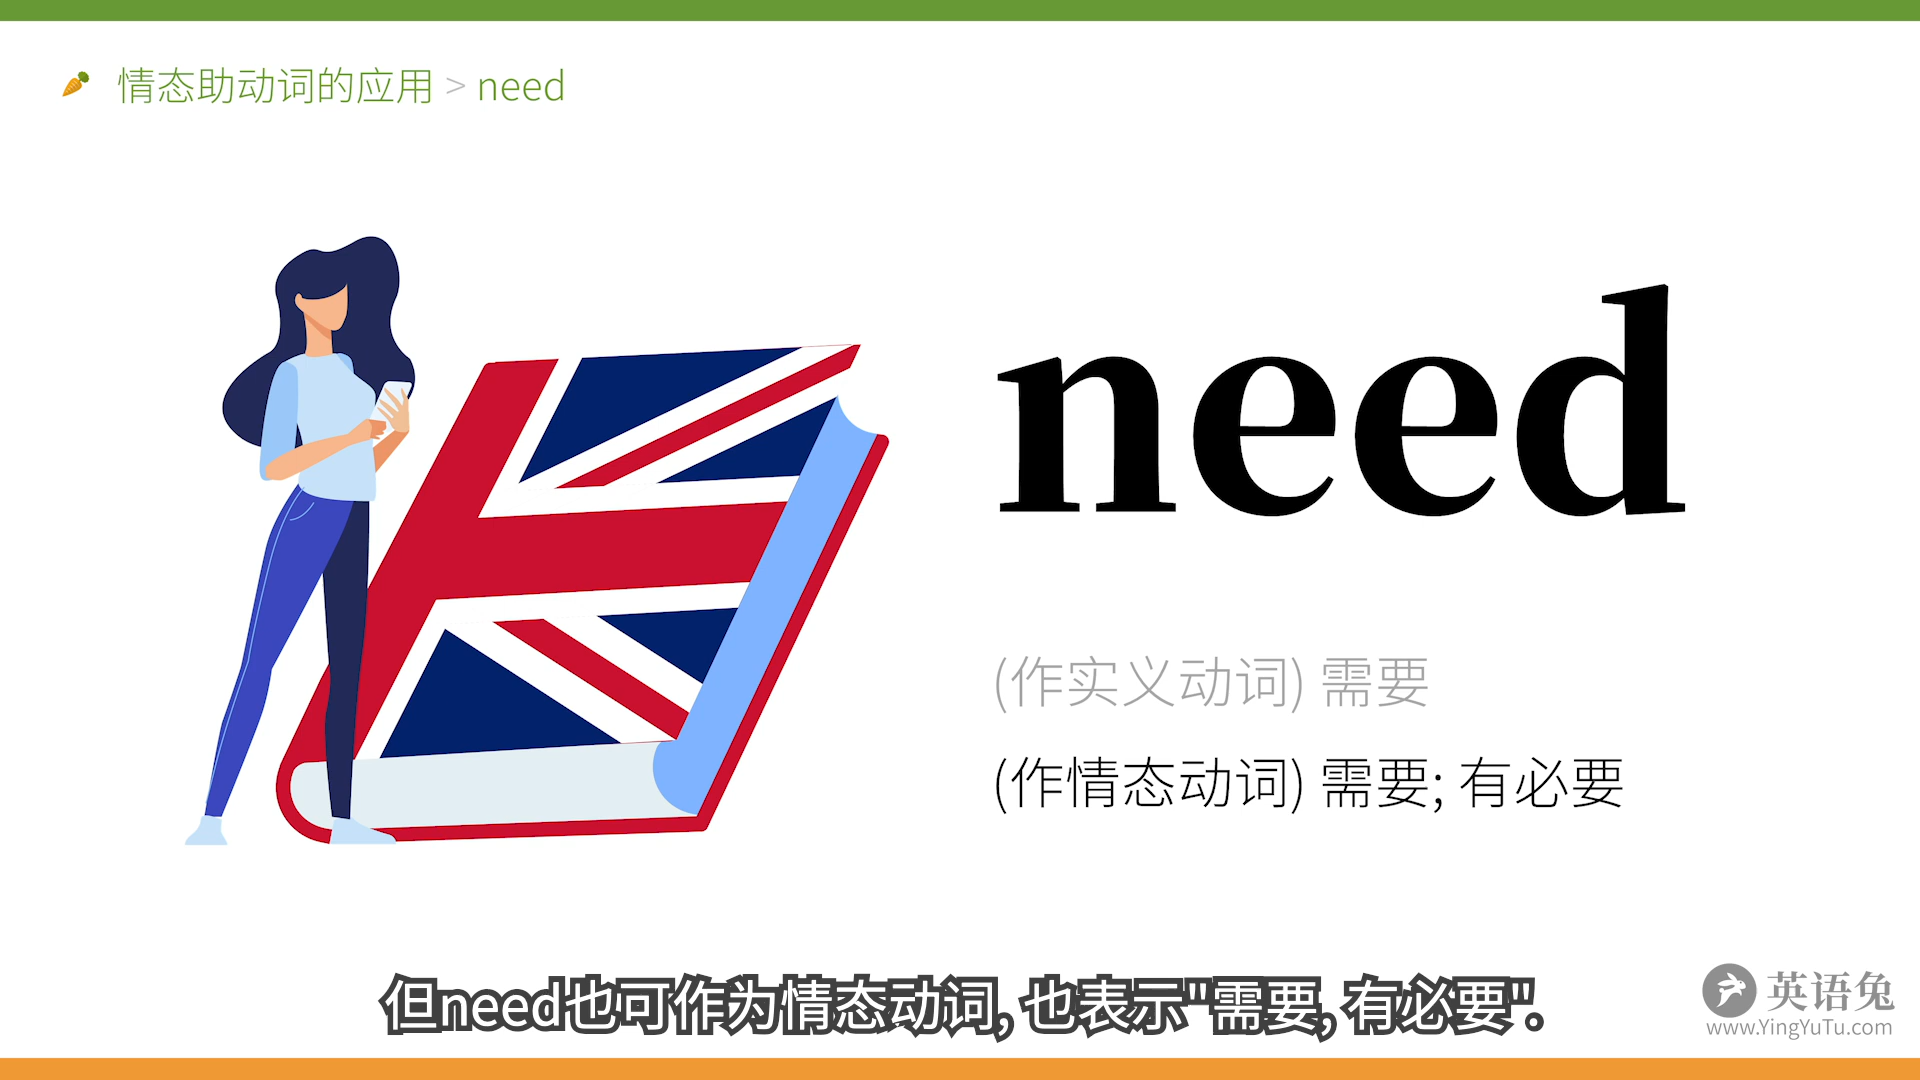 情态助动词的应用 > need
need
(作实义动词) 需要
(作情态动词) 需要; 有必要
但need也可作为情态动词, 也表示"需要, 有必要".
英语兔
www.YingYuTu.com